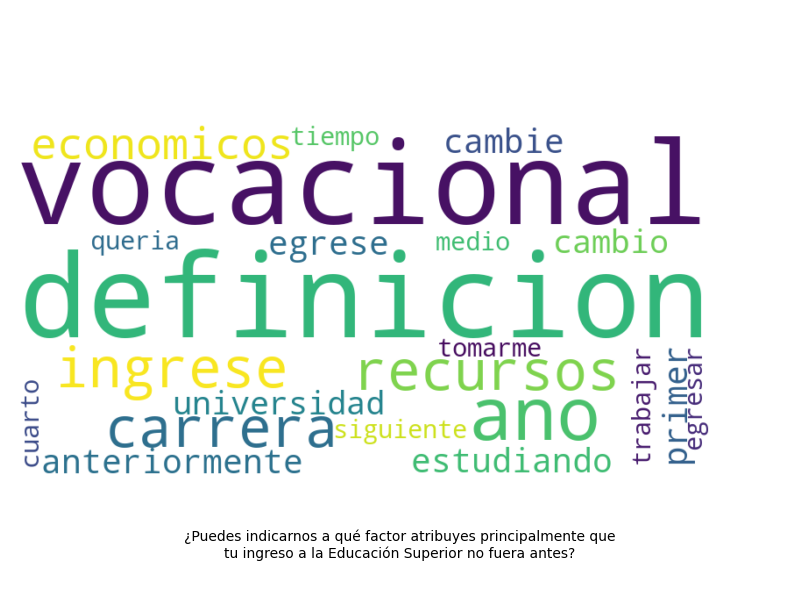 economicos tiempo cambie
vocacional
queria egrese medio cambio
definicion
ingrese recursos tomarme
universidad
carrera siguiente ano
anteriormente estudiando
cuarto
trabajar
primer
egresar
¿Puedes indicarnos a qué factor atribuyes principalmente que
tu ingreso a la Educación Superior no fuera antes?